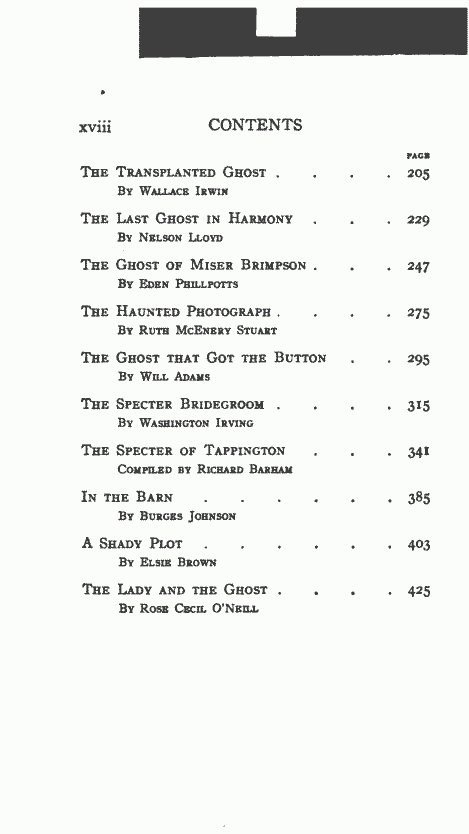 xviii CONTENTS
PAGE
The Transplanted Ghost . . . . 205
By Wallace Irwin
The Last Ghost in Harmony . . . 229
By Nelson Lloyd
The Ghost of Miser Brimpson . . . 247
By Eden Phillpotts
The Haunted Photograph . . . . 275
By Ruth McEnery Stuart
The Ghost that Got the Button . . 295
By Will Adams
The Specter Bridegroom . . . . 315
By Washington Irving
The Specter of Tappington . . . 341
Compiled by Richard Barham
In the Barn . . . . . . 385
By Burges Johnson
A Shady Plot . . . . . . 403
By Elsie Brown
The Lady and the Ghost . . . . 425
By Rose Cecil O'Neill